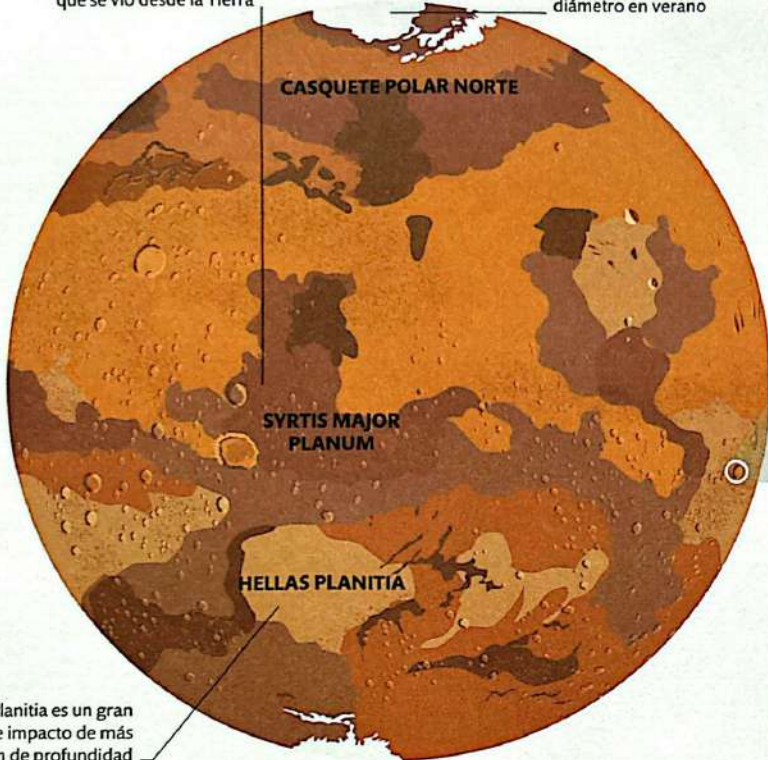 que se vio desde la Tierra
diámetro en verano
CASQUETE POLAR NORTE
SYRTIS MAJOR
PLANUM
HELLAS PLANITIA
lanitia es un gran
e impacto de más
de profundidad